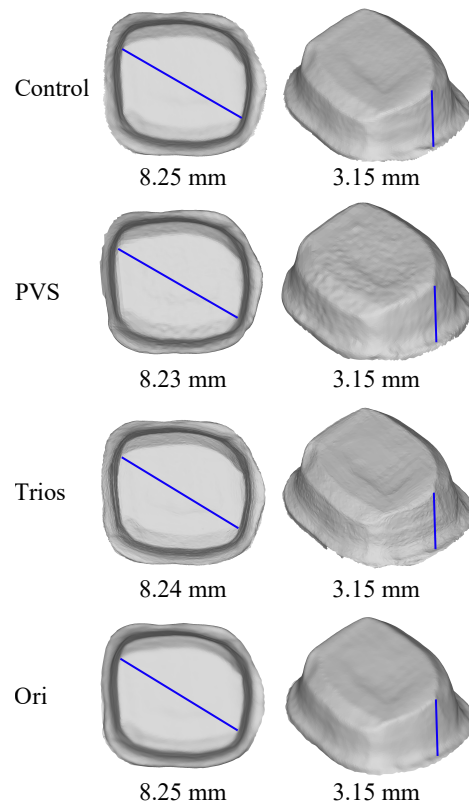 Control
8.25 mm 3.15 mm
PVS
8.23 mm 3.15 mm
Trios
8.24 mm 3.15 mm
Ori
8.25 mm 3.15 mm